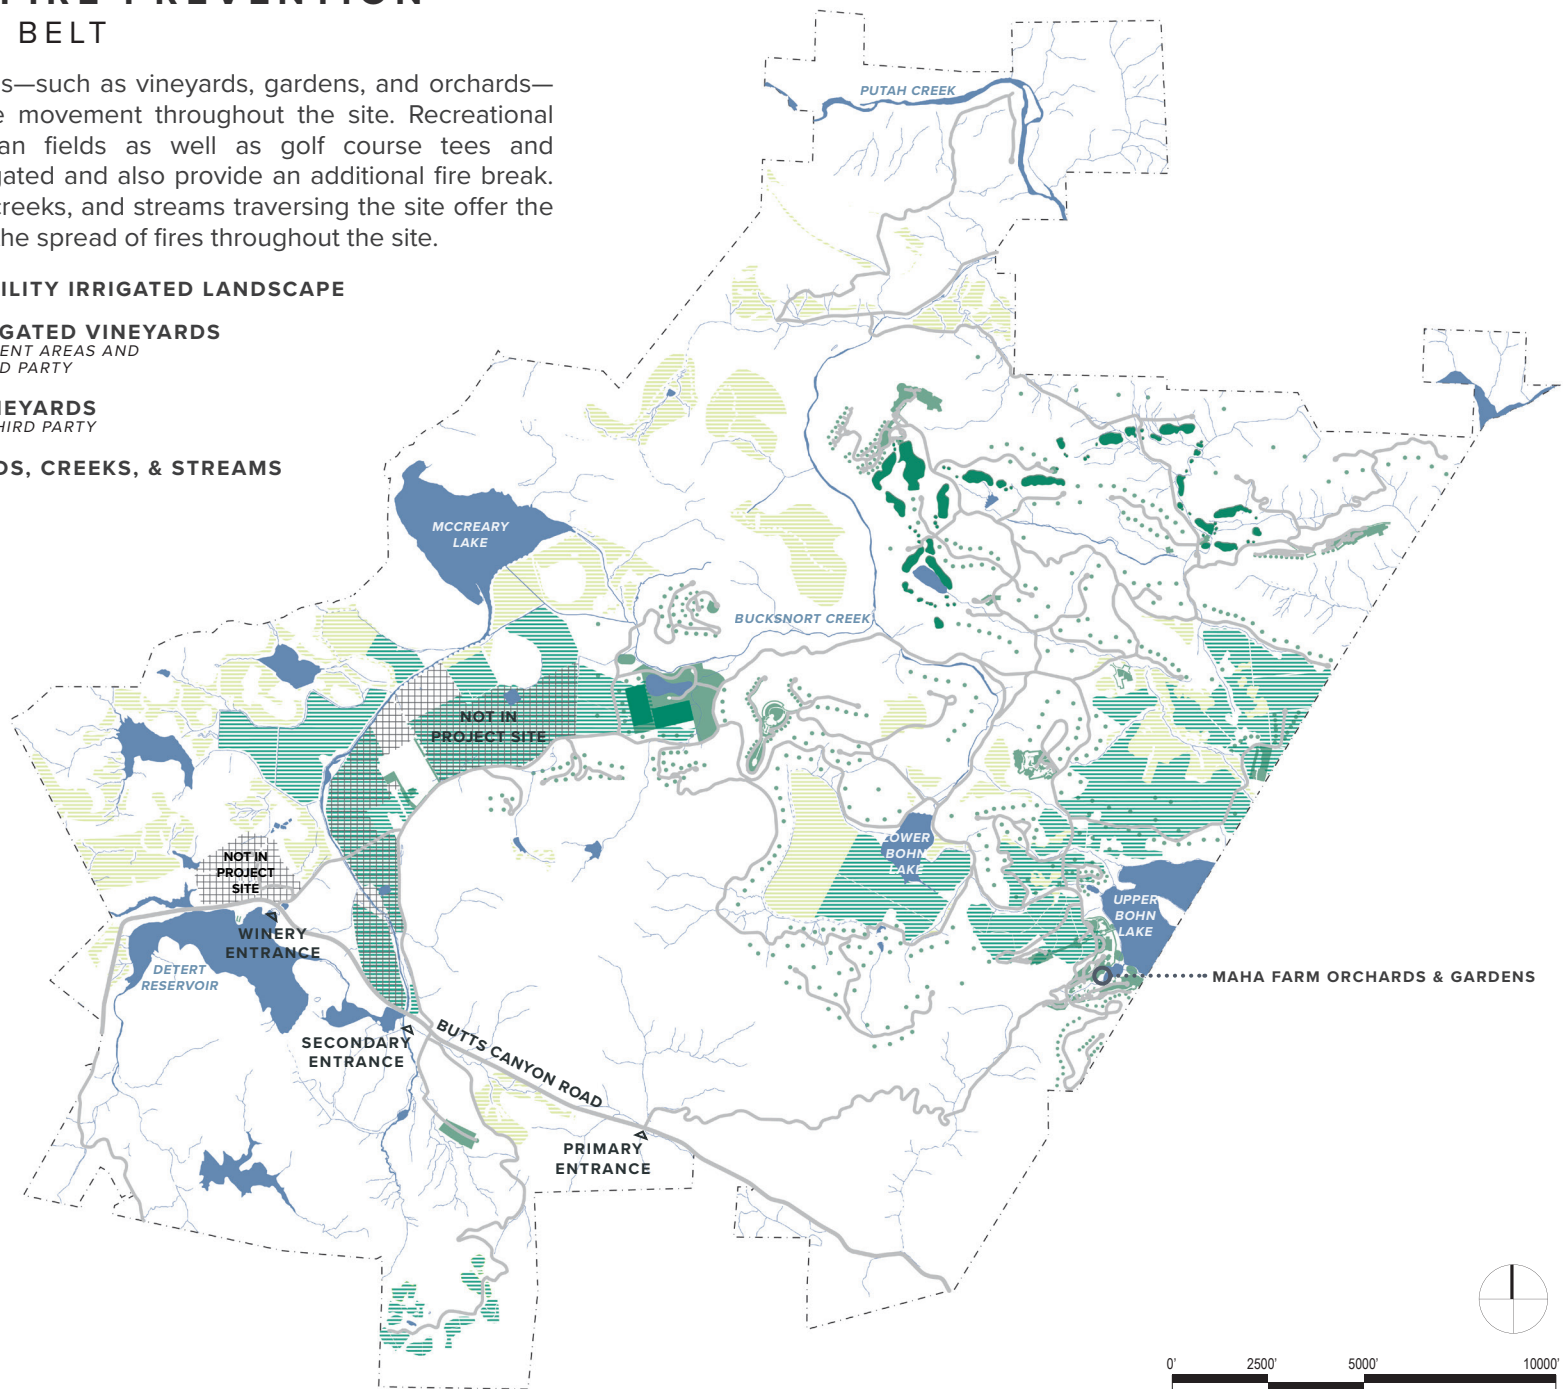 FIRE PREVENTION
BELT
s—such as vineyards, gardens, and orchards—
e movement throughout the site. Recreational
an fields as well as golf course tees and
gated and also provide an additional fire break.
creeks, and streams traversing the site offer the
he spread of fires throughout the site.
ILITY IRRIGATED LANDSCAPE
GATED VINEYARDS
ENT AREAS AND
D PARTY
NEYARDS
HIRD PARTY
DS, CREEKS, & STREAMS
PUTAH CREEK
MCCREARY
LAKE
BUCKSNORT CREEK
NOT IN
PROJECT SITE
NOT IN
PROJECT
SITE
LOWER
BOHN
LAKE
UPPER
BOHN
LAKE
WINERY
ENTRANCE
DETERT
RESERVOIR
MAHA FARM ORCHARDS & GARDENS
SECONDARY
ENTRANCE
BUTTS CANYON ROAD
PRIMARY
ENTRANCE
0' 2500' 5000' 10000'